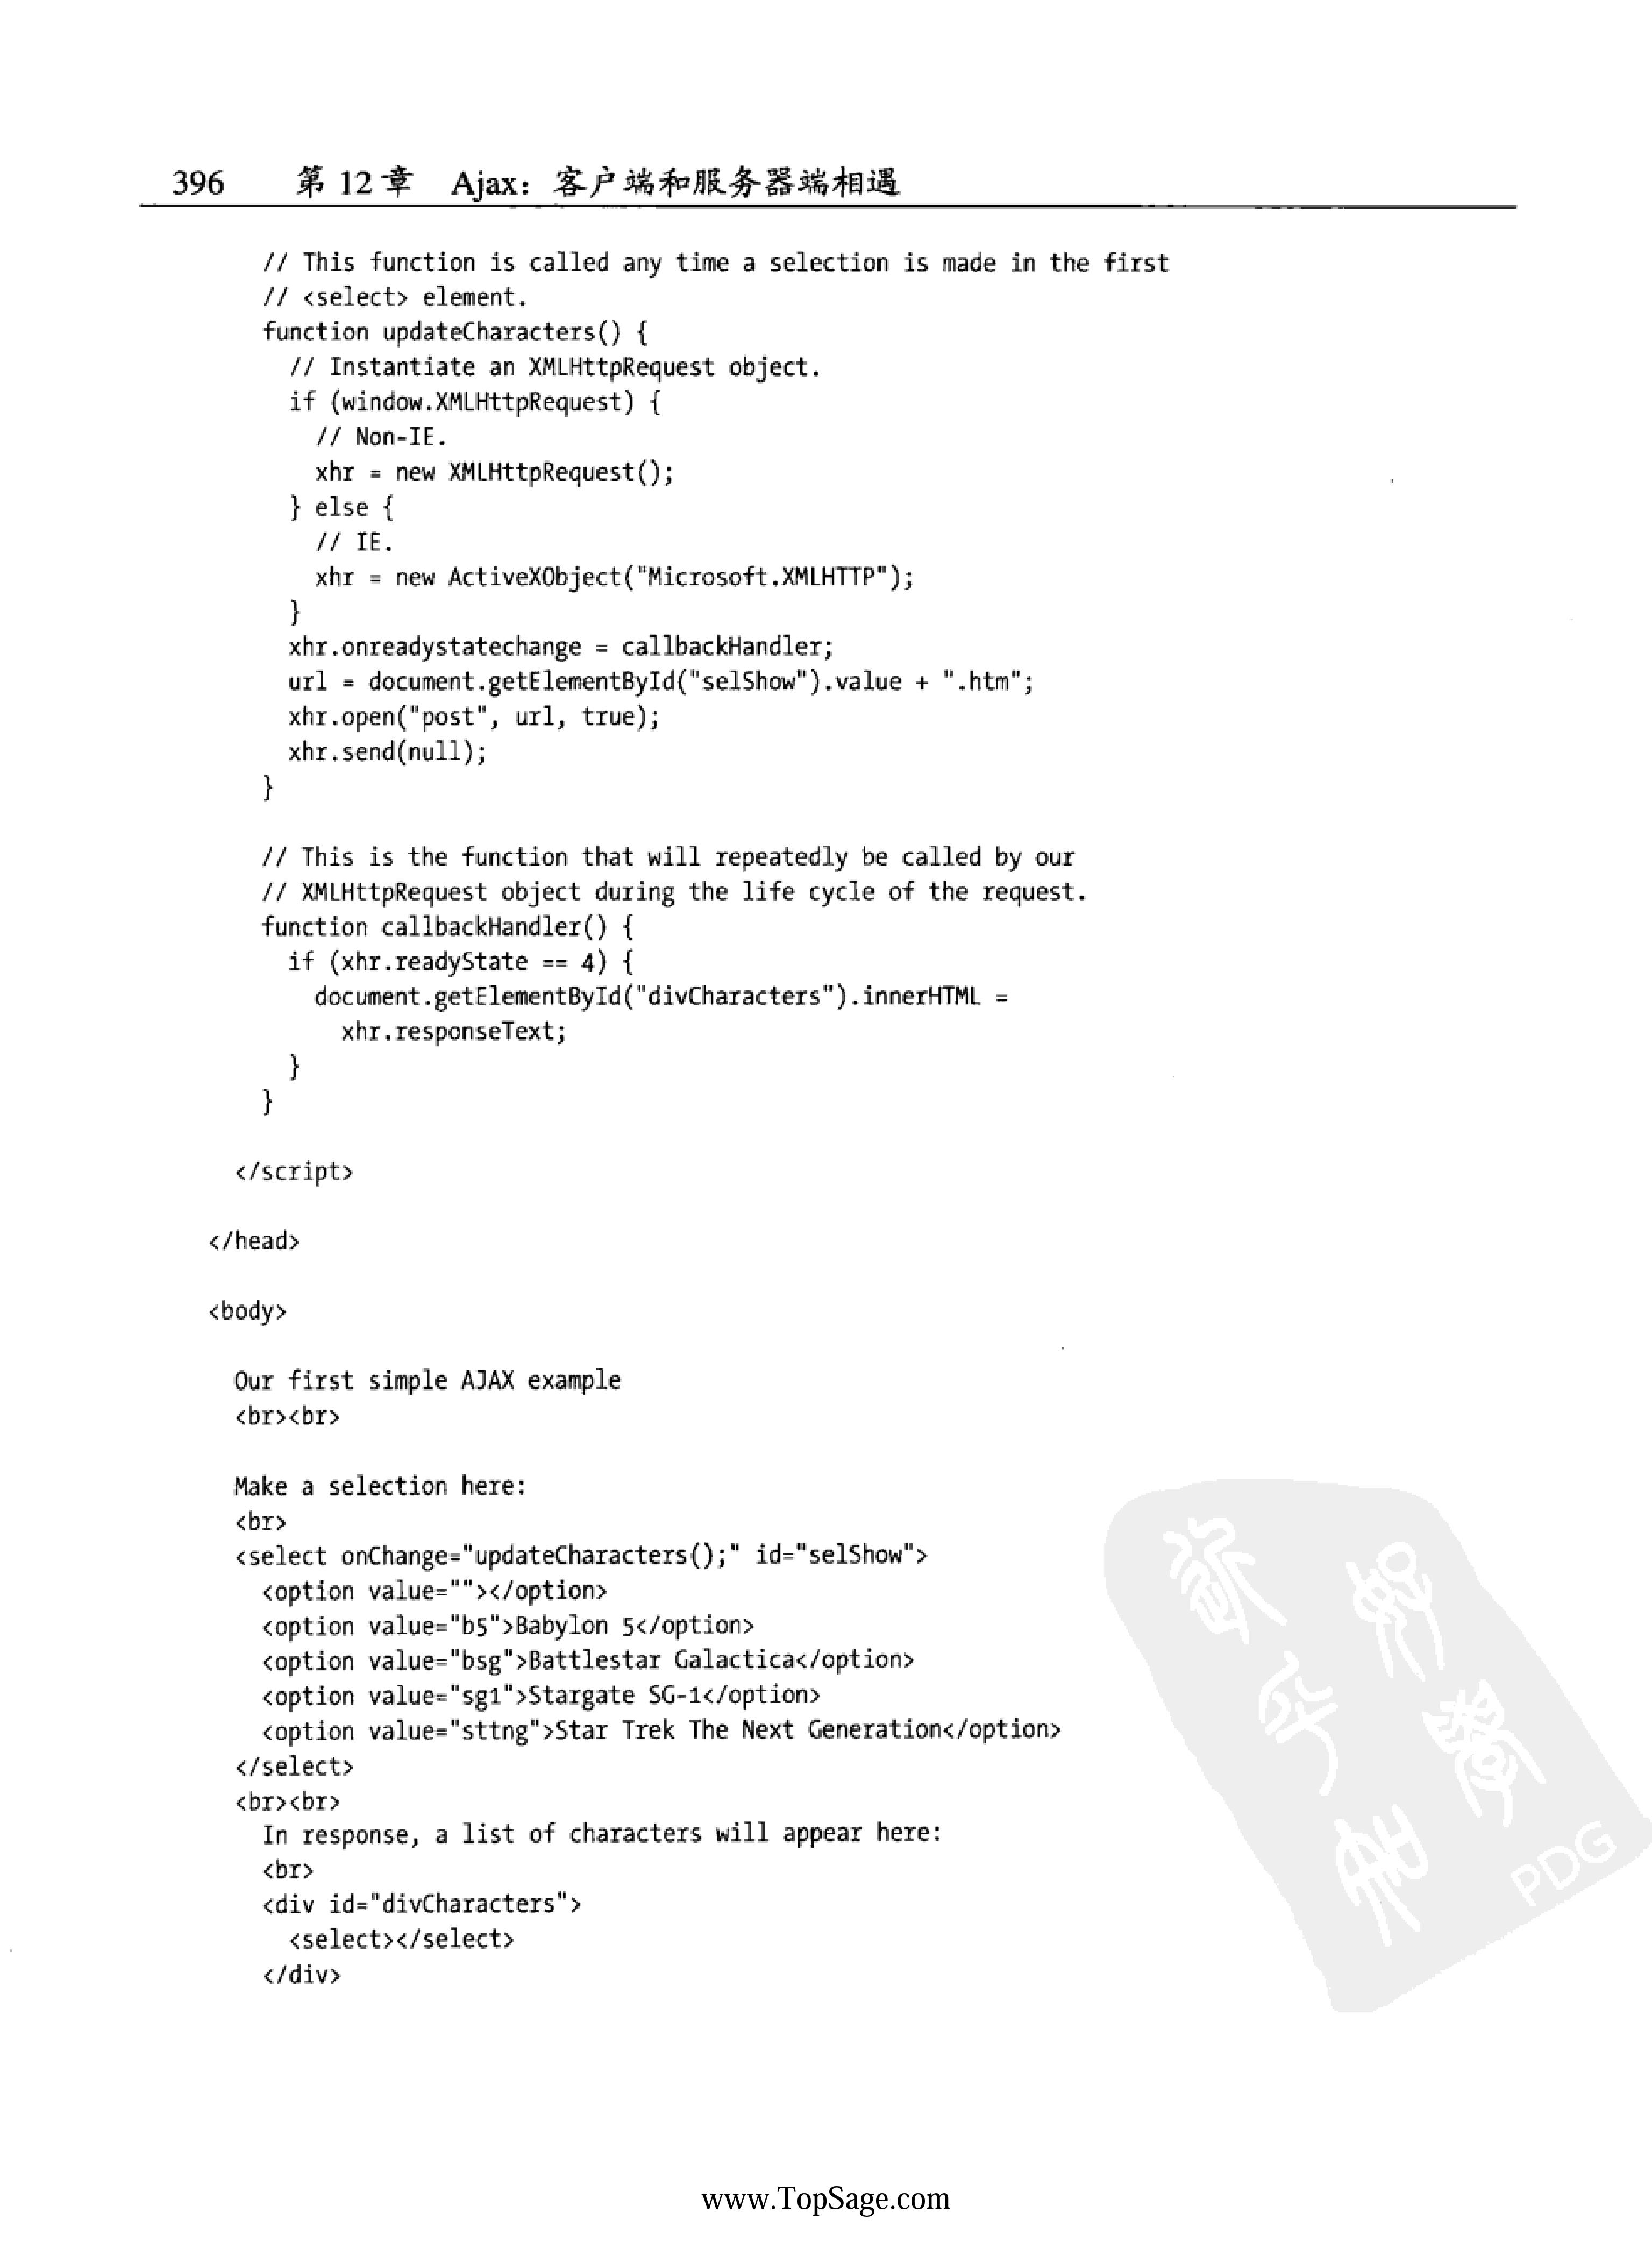 396 第 12 章 Ajax：客户端和服务器端相遇
// This function is called any time a selection is made in the first
// <select> element.
function updateCharacters() {
// Instantiate an XMLHttpRequest object.
if (window.XMLHttpRequest) {
// Non-IE.
xhr = new XMLHttpRequest();
} else {
// IE.
xhr = new ActiveXObject("Microsoft.XMLHTTP");
}
xhr.onreadystatechange = callbackHandler;
url = document.getElementById("selShow").value + ".htm";
xhr.open("post", url, true);
xhr.send(null);
}
// This is the function that will repeatedly be called by our
// XMLHttpRequest object during the life cycle of the request.
function callbackHandler() {
if (xhr.readyState == 4) {
document.getElementById("divCharacters").innerHTML =
xhr.responseText;
}
}
</script>
</head>
<body>
Our first simple AJAX example
<br><br>
Make a selection here:
<br>
<select onChange="updateCharacters();" id="selShow">
<option value=""></option>
<option value="b5">Babylon 5</option>
<option value="bsg">Battlestar Galactica</option>
<option value="sg1">Stargate SG-1</option>
<option value="sttng">Star Trek The Next Generation</option>
</select>
<br><br>
In response, a list of characters will appear here:
<br>
<div id="divCharacters">
<select></select>
</div>
PDG
www.TopSage.com